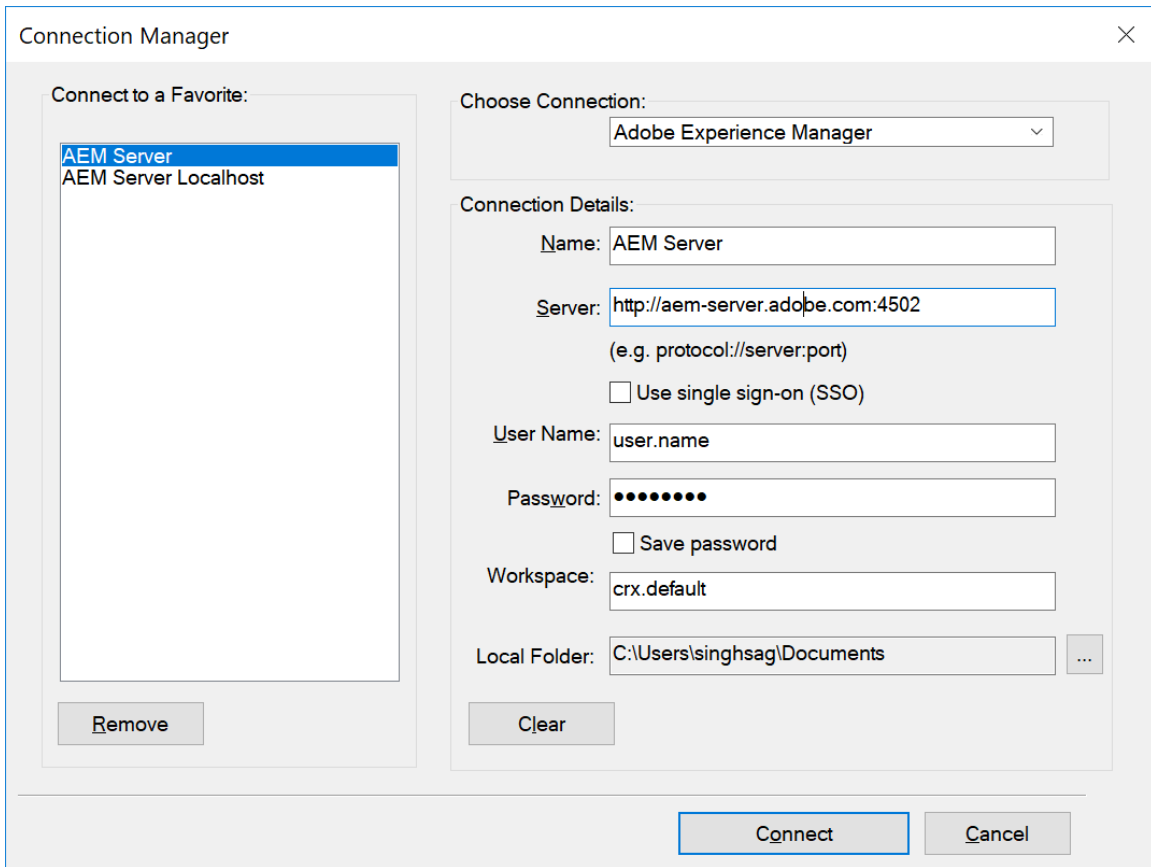 Connection Manager
Connect to a Favorite:
AEM Server
AEM Server Localhost
Remove
Choose Connection:
Adobe Experience Manager
Connection Details:
Name: AEM Server
Server: http://aem-server.adobe.com:4502
(e.g. protocol://server:port)
Use single sign-on (SSO)
User Name: user.name
Password: ●●●●●●●●
Save password
Workspace: crx.default
Local Folder: C:\Users\singhsag\Documents ...
Clear
Connect Cancel